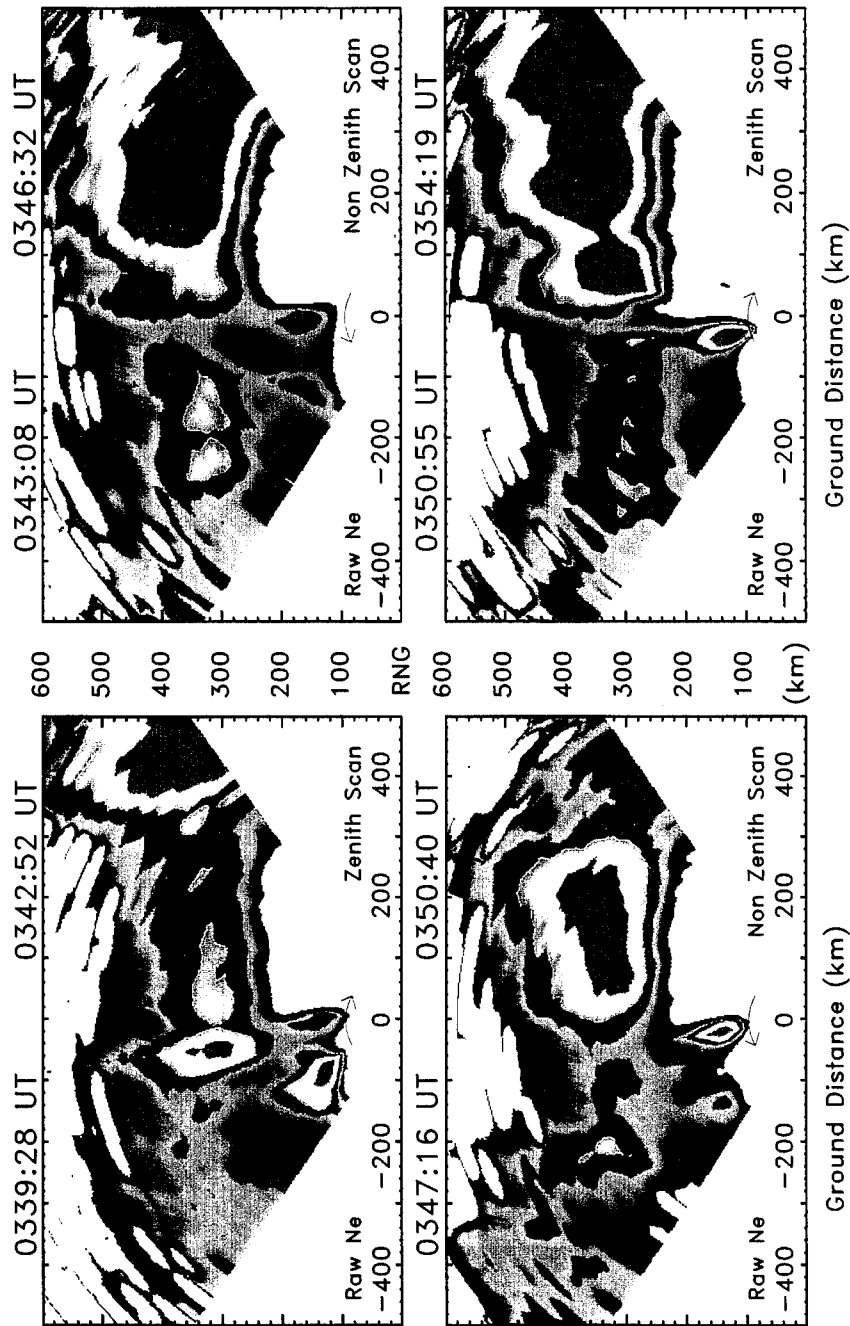 0339:28 UT 0342:52 UT
Raw Ne
Zenith Scan
-400 -200 0 200 400
600
500
400
300
200
100
RNG
0343:08 UT 0346:32 UT
Raw Ne
Non Zenith Scan
-400 -200 0 200 400
0347:16 UT 0350:40 UT
Raw Ne
Non Zenith Scan
-400 -200 0 200 400
Ground Distance (km)
600
500
400
300
200
100
(km)
0350:55 UT 0354:19 UT
Raw Ne
Zenith Scan
-400 -200 0 200 400
Ground Distance (km)